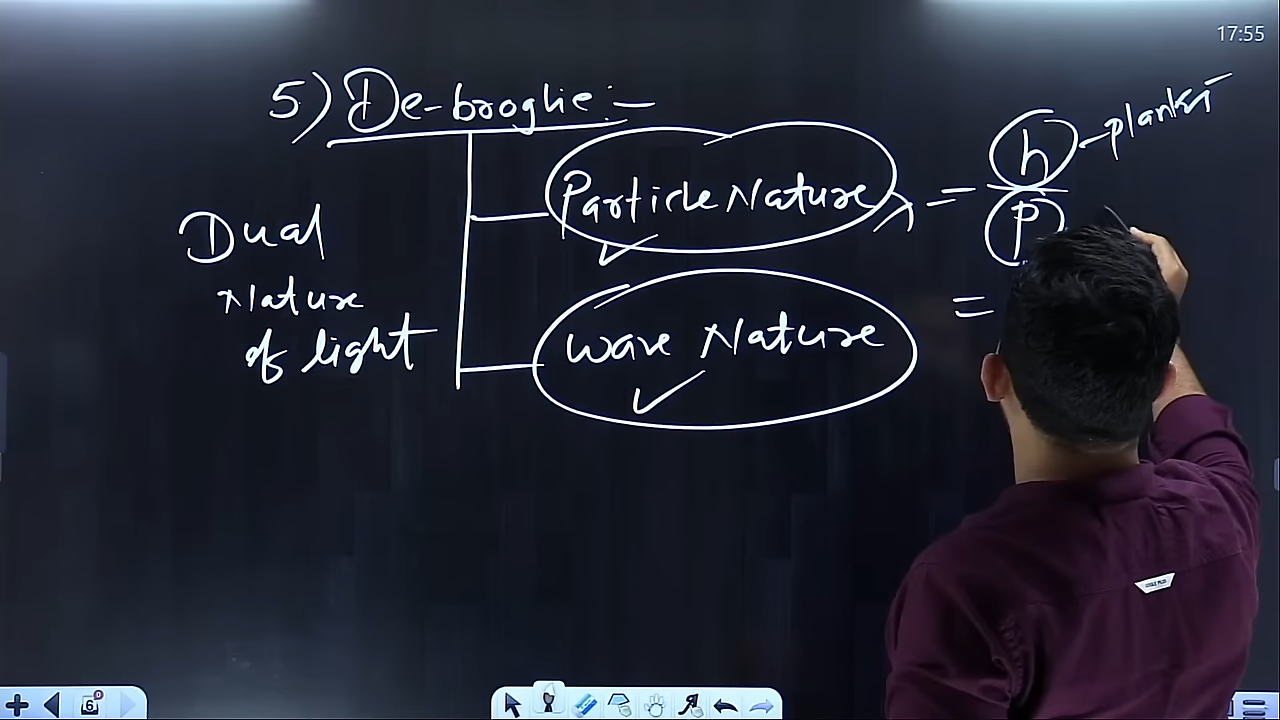 17:55
5) De-broglie :-
Particle Nature λ = h/p - planks
Dual
Nature
of light
=
Wave Nature